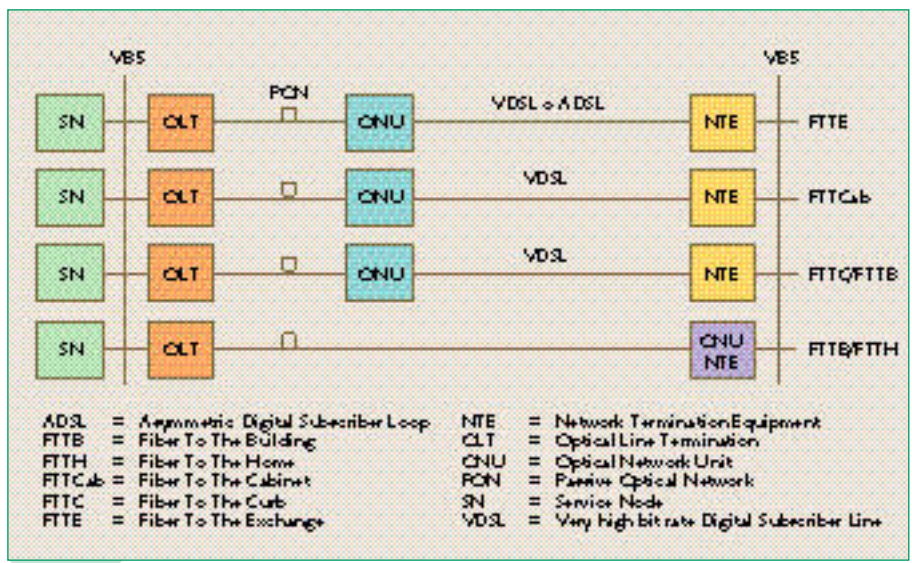 VB5 VB5
PON
SN OLT ONU VDSL o ADSL NTE FTTE
VDSL
SN OLT ONU NTE FTTCab
VDSL
SN OLT ONU NTE FTTC/FTTB
SN OLT ONU NTE FTTB/FTTH
ADSL = Asymmetric Digital Subscriber Loop
FTTB = Fiber To The Building
FTTH = Fiber To The Home
FTTCab = Fiber To The Cabinet
FTTC = Fiber To The Curb
FTTE = Fiber To The Exchange
NTE = Network Termination Equipment
OLT = Optical Line Termination
ONU = Optical Network Unit
PON = Passive Optical Network
SN = Service Node
VDSL = Very high bit rate Digital Subscriber Line